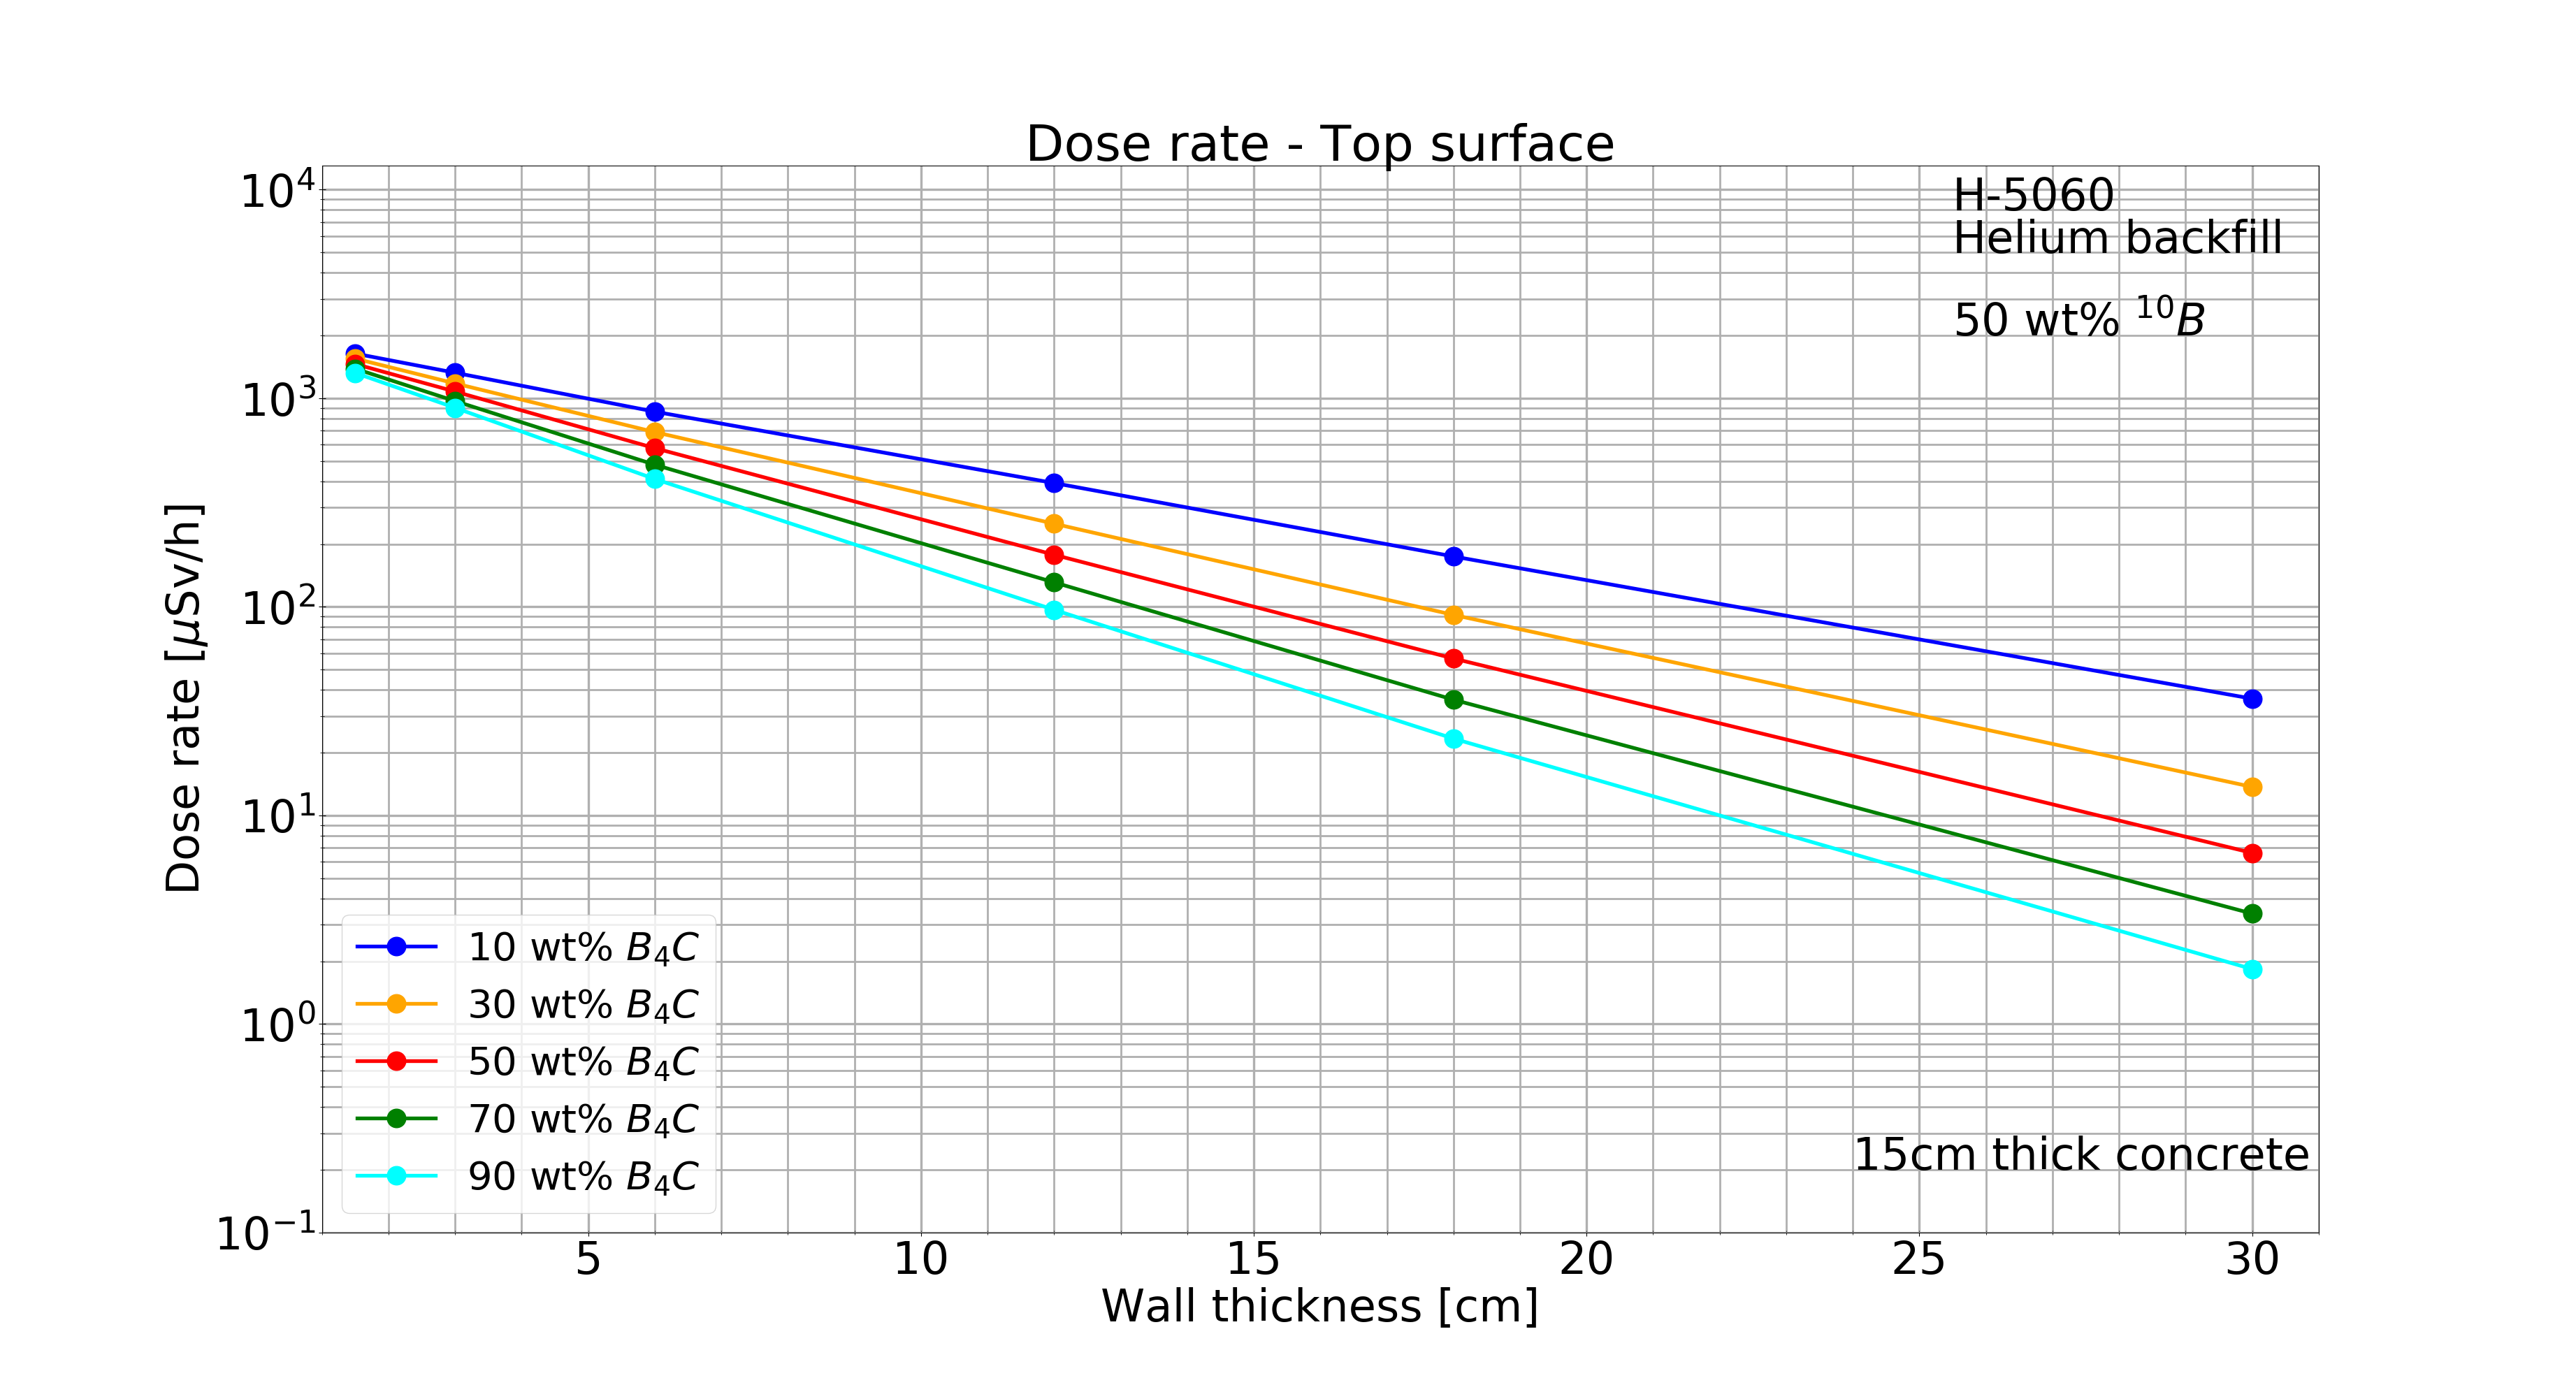 Dose rate - Top surface
H-5060
Helium backfill
50 wt% ¹⁰B
Dose rate [μSv/h]
10⁴
10³
10²
10¹
10⁰
10⁻¹
10 wt% B₄C
30 wt% B₄C
50 wt% B₄C
70 wt% B₄C
90 wt% B₄C
15cm thick concrete
5 10 15 20 25 30
Wall thickness [cm]